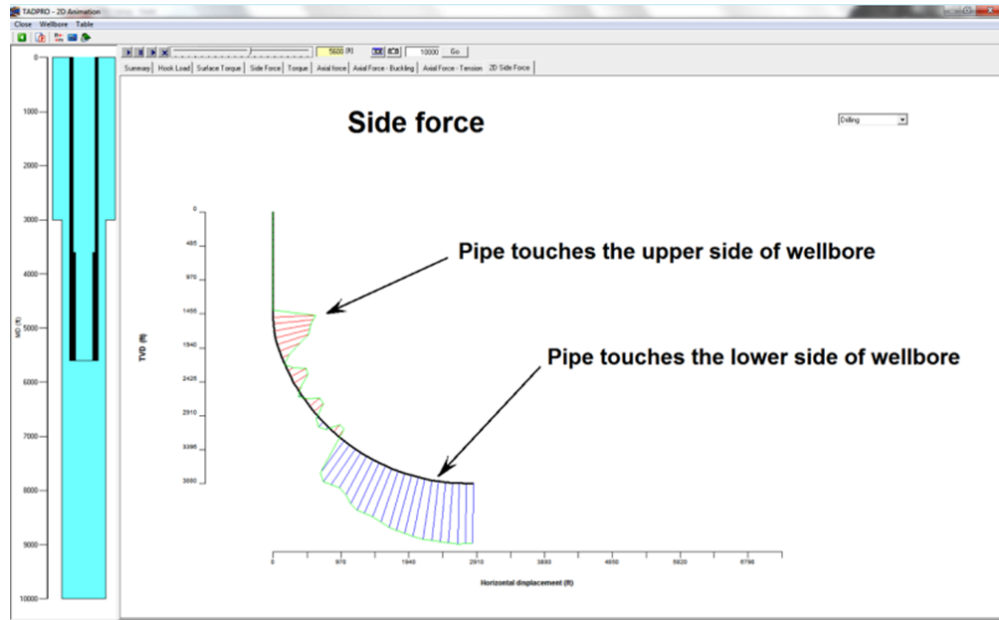 TADPRO - 2D Animation
Close Wellbore Table
5600 (ft) 10000 Go
Summary Hook Load Surface Torque Side Force Torque Axial force Axial Force - Buckling Axial Force - Tension 2D Side Force
Side force
Drilling
Pipe touches the upper side of wellbore
Pipe touches the lower side of wellbore
MD (ft)
0
1000
2000
3000
4000
5000
6000
7000
8000
9000
10000
TVD (ft)
0
485
970
1455
1940
2425
2910
3395
3880
0 970 1940 2910 3880 4850 5820 6790
Horizontal displacement (ft)